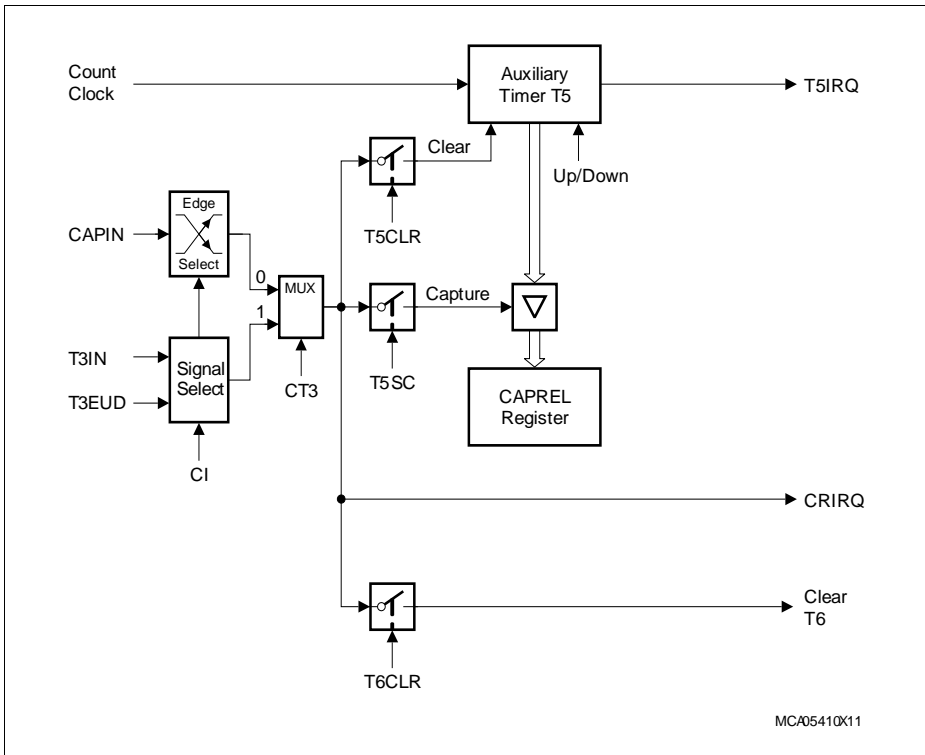 Count
Clock
Auxiliary
Timer T5
T5IRQ
Clear
Up/Down
T5CLR
Edge
Select
CAPIN
0
1
MUX
Capture
T3IN
T3EUD
Signal
Select
CT3
T5SC
CAPREL
Register
CI
CRIRQ
Clear
T6
T6CLR
MCA05410X11